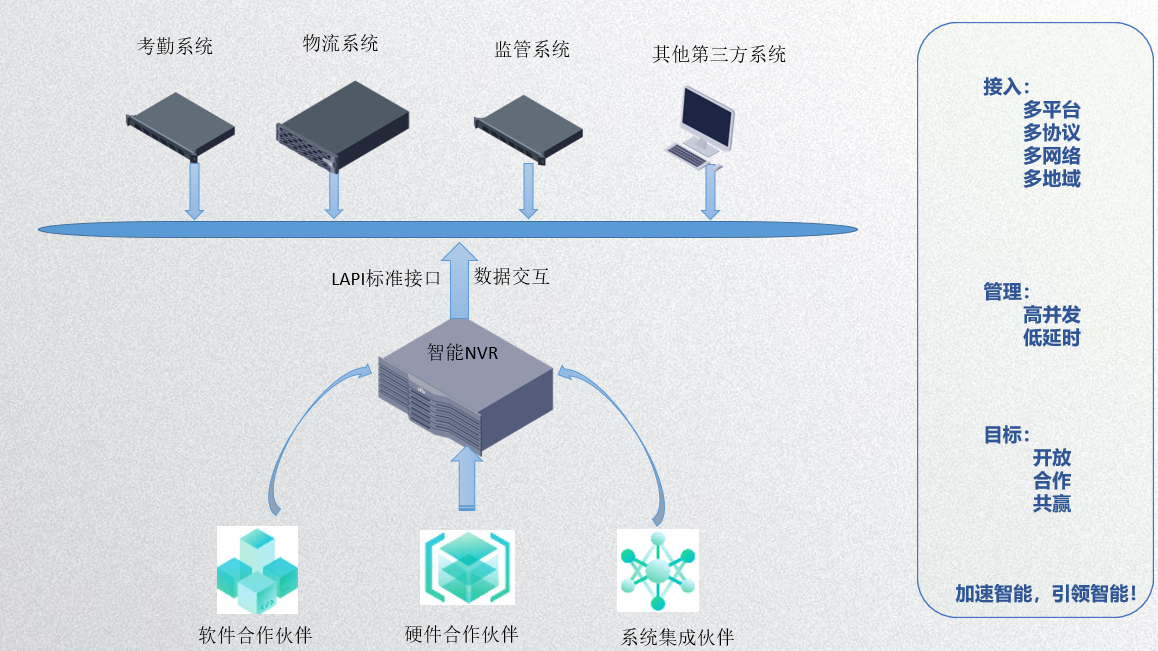 考勤系统
物流系统
监管系统
其他第三方系统
LAPI标准接口
数据交互
智能NVR
软件合作伙伴
硬件合作伙伴
系统集成伙伴
接入：
多平台
多协议
多网络
多地域
管理：
高并发
低延时
目标：
开放
合作
共赢
加速智能，引领智能！